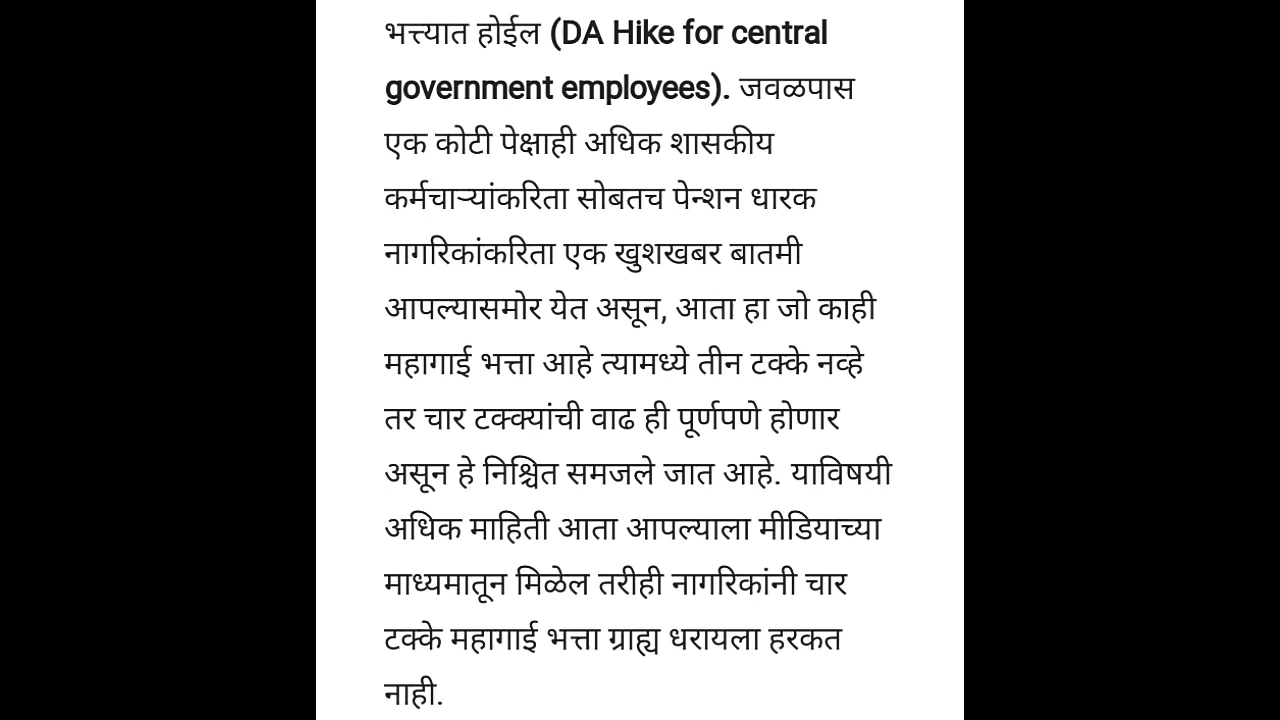 भत्त्यात होईल (DA Hike for central
government employees). जवळपास
एक कोटी पेक्षाही अधिक शासकीय
कर्मचाऱ्यांकरिता सोबतच पेन्शन धारक
नागरिकांकरिता एक खुशखबर बातमी
आपल्यासमोर येत असून, आता हा जो काही
महागाई भत्ता आहे त्यामध्ये तीन टक्के नव्हे
तर चार टक्क्यांची वाढ ही पूर्णपणे होणार
असून हे निश्चित समजले जात आहे. याविषयी
अधिक माहिती आता आपल्याला मीडियाच्या
माध्यमातून मिळेल तरीही नागरिकांनी चार
टक्के महागाई भत्ता ग्राह्य धरायला हरकत
नाही.